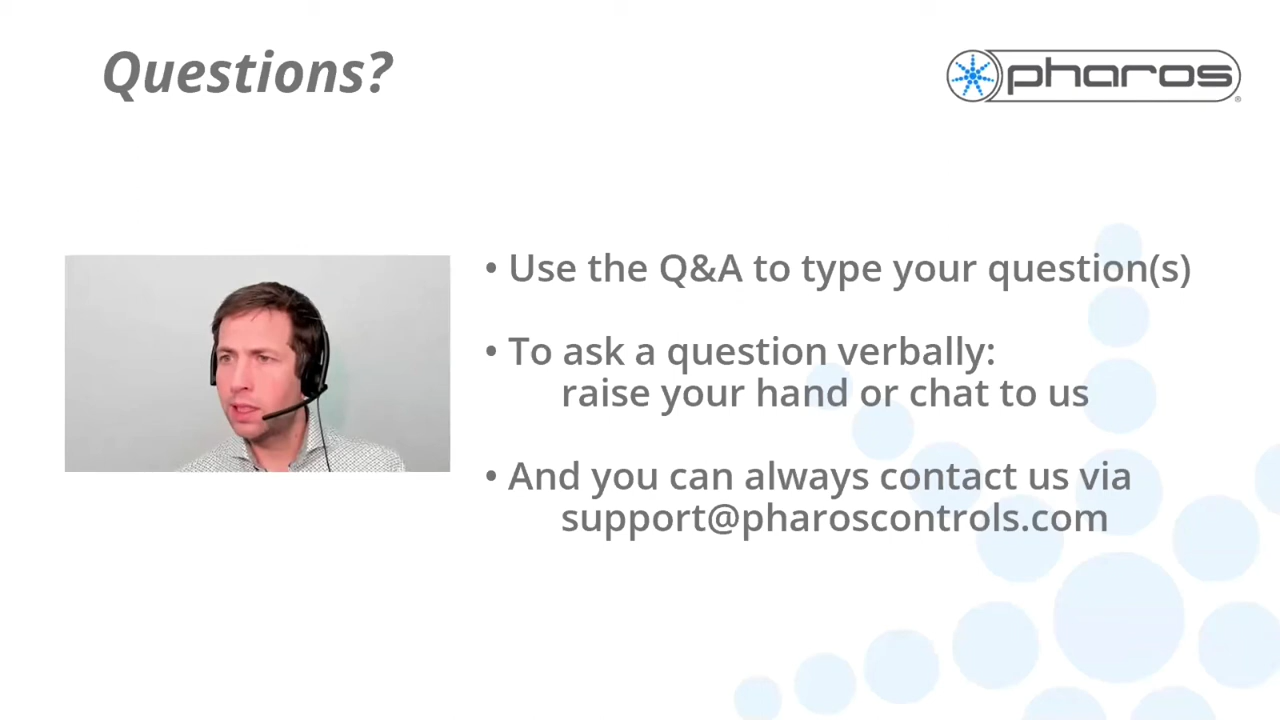 Questions?
pharos®
• Use the Q&A to type your question(s)
• To ask a question verbally:
raise your hand or chat to us
• And you can always contact us via
support@pharoscontrols.com